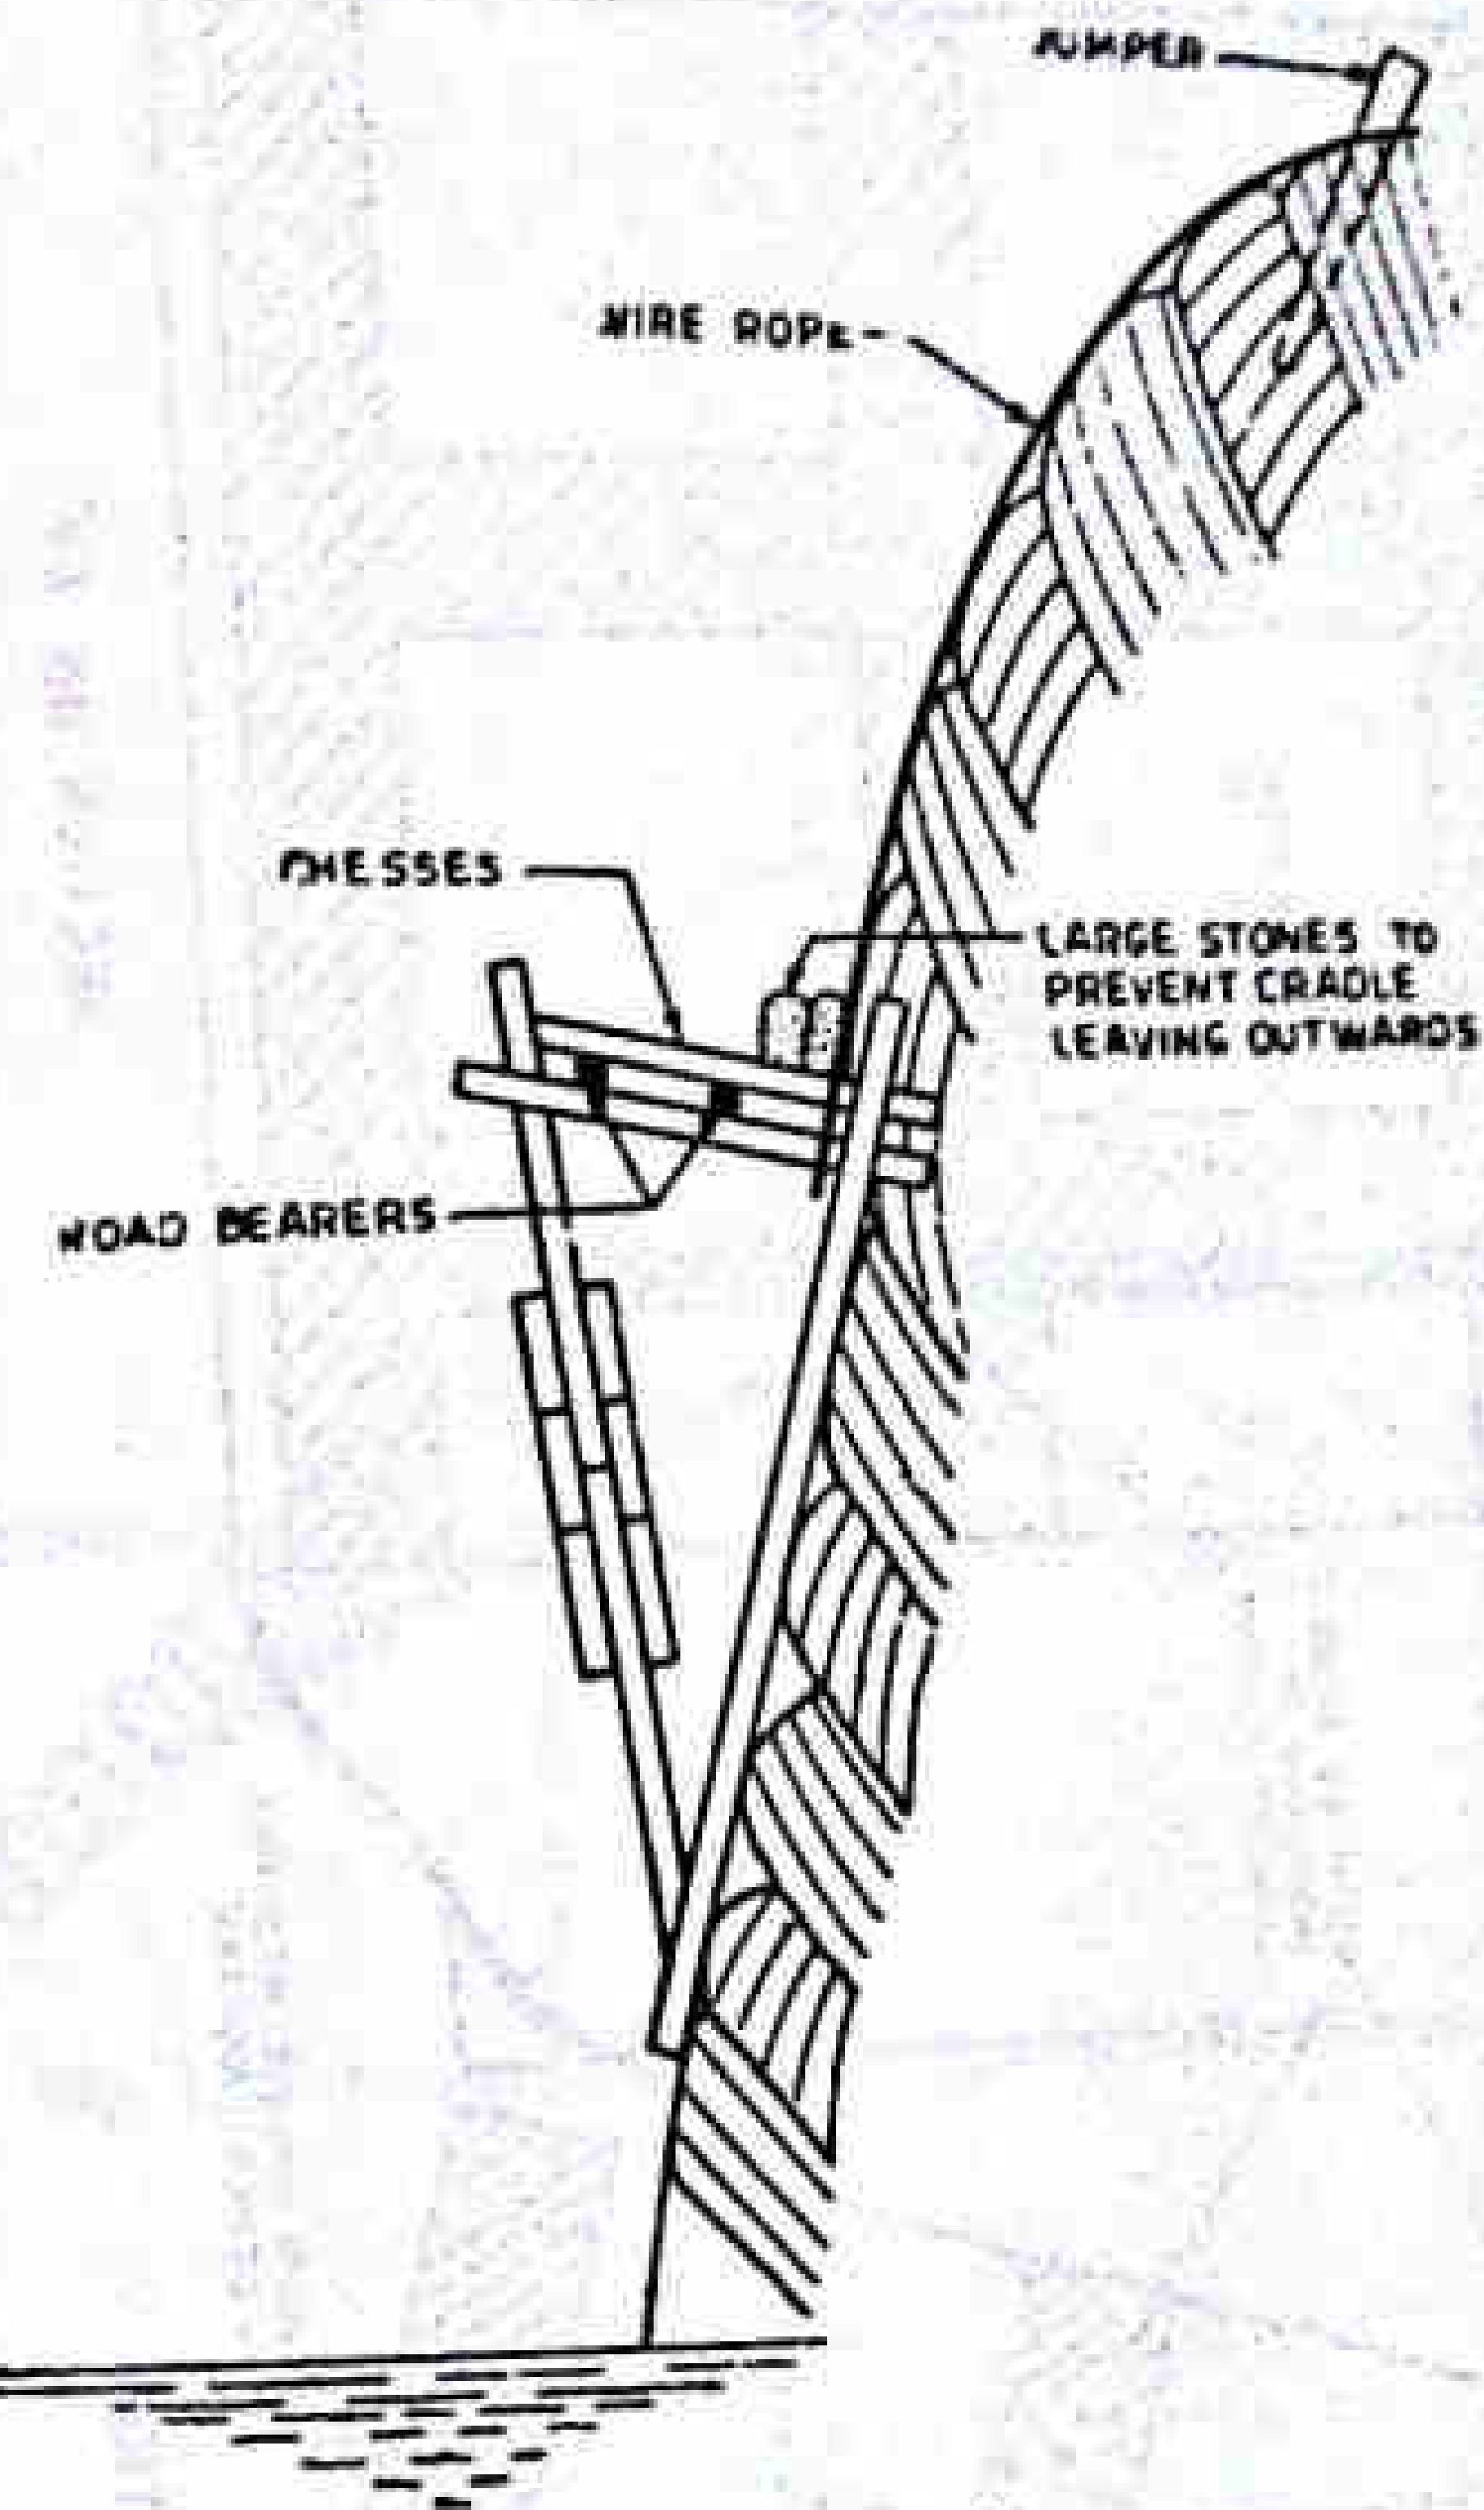 JUMPER
WIRE ROPE
CHESSES
LARGE STONES TO
PREVENT CRADLE
LEAVING OUTWARDS
ROAD BEARERS